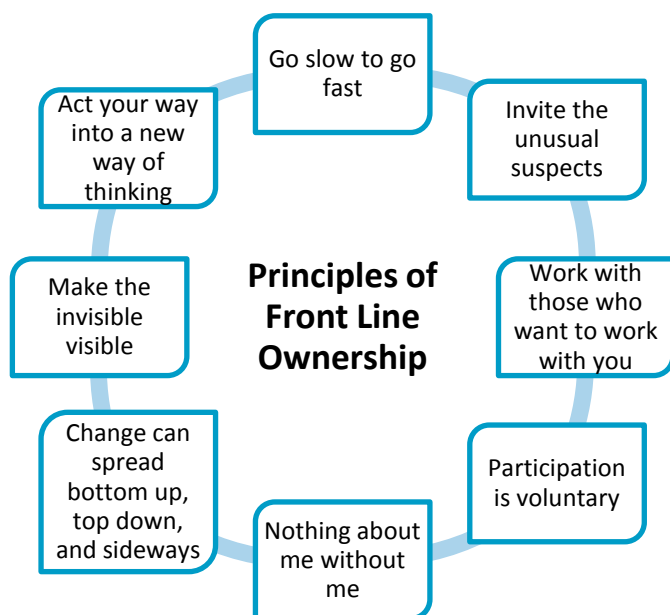 Principles of
Front Line
Ownership
Go slow to go
fast
Invite the
unusual
suspects
Work with
those who
want to work
with you
Participation
is voluntary
Nothing about
me without
me
Change can
spread
bottom up,
top down,
and sideways
Make the
invisible
visible
Act your way
into a new
way of
thinking